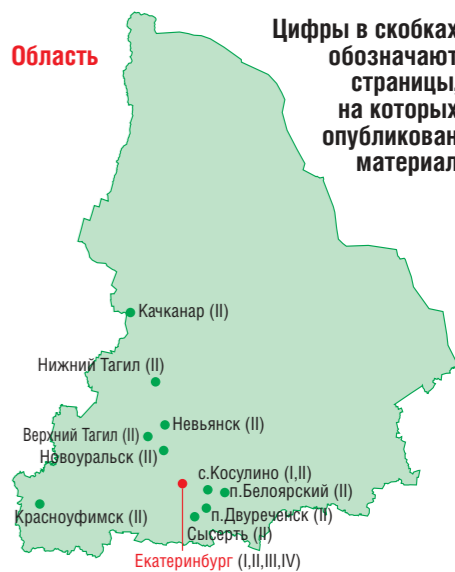 Область
Цифры в скобках
обозначают
страницы,
на которых
опубликован
материал
Качканар (II)
Нижний Тагил (II)
Невьянск (II)
Верхний Тагил (II)
Новоуральск (II)
с.Косулино (I,II)
п.Белоярский (II)
Красноуфимск (II)
п.Двуреченск (II)
Сысерть (II)
Екатеринбург (I,II,III,IV)